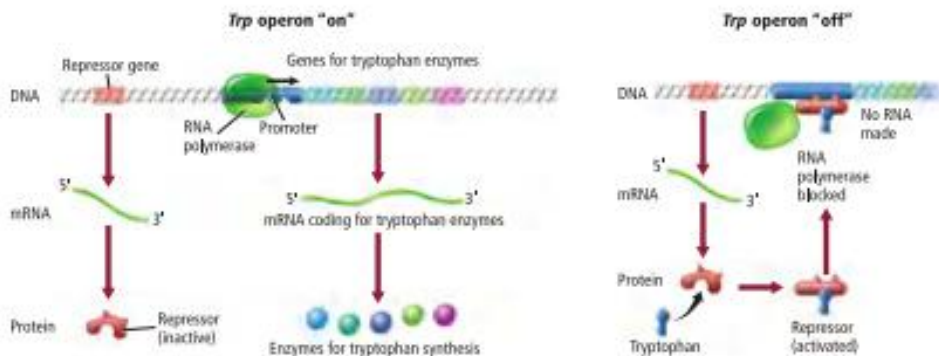 Trp operon "on"
Repressor gene
Genes for tryptophan enzymes
DNA
RNA
polymerase
Promoter
5'
3'
mRNA
5'
3'
mRNA coding for tryptophan enzymes
Protein
Repressor
(inactive)
Enzymes for tryptophan synthesis
Trp operon "off"
DNA
No RNA
made
RNA
polymerase
blocked
5'
3'
mRNA
Protein
Tryptophan
Repressor
(activated)